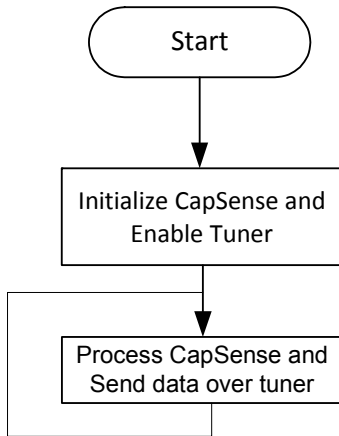 Start
Initialize CapSense and
Enable Tuner
Process CapSense and
Send data over tuner